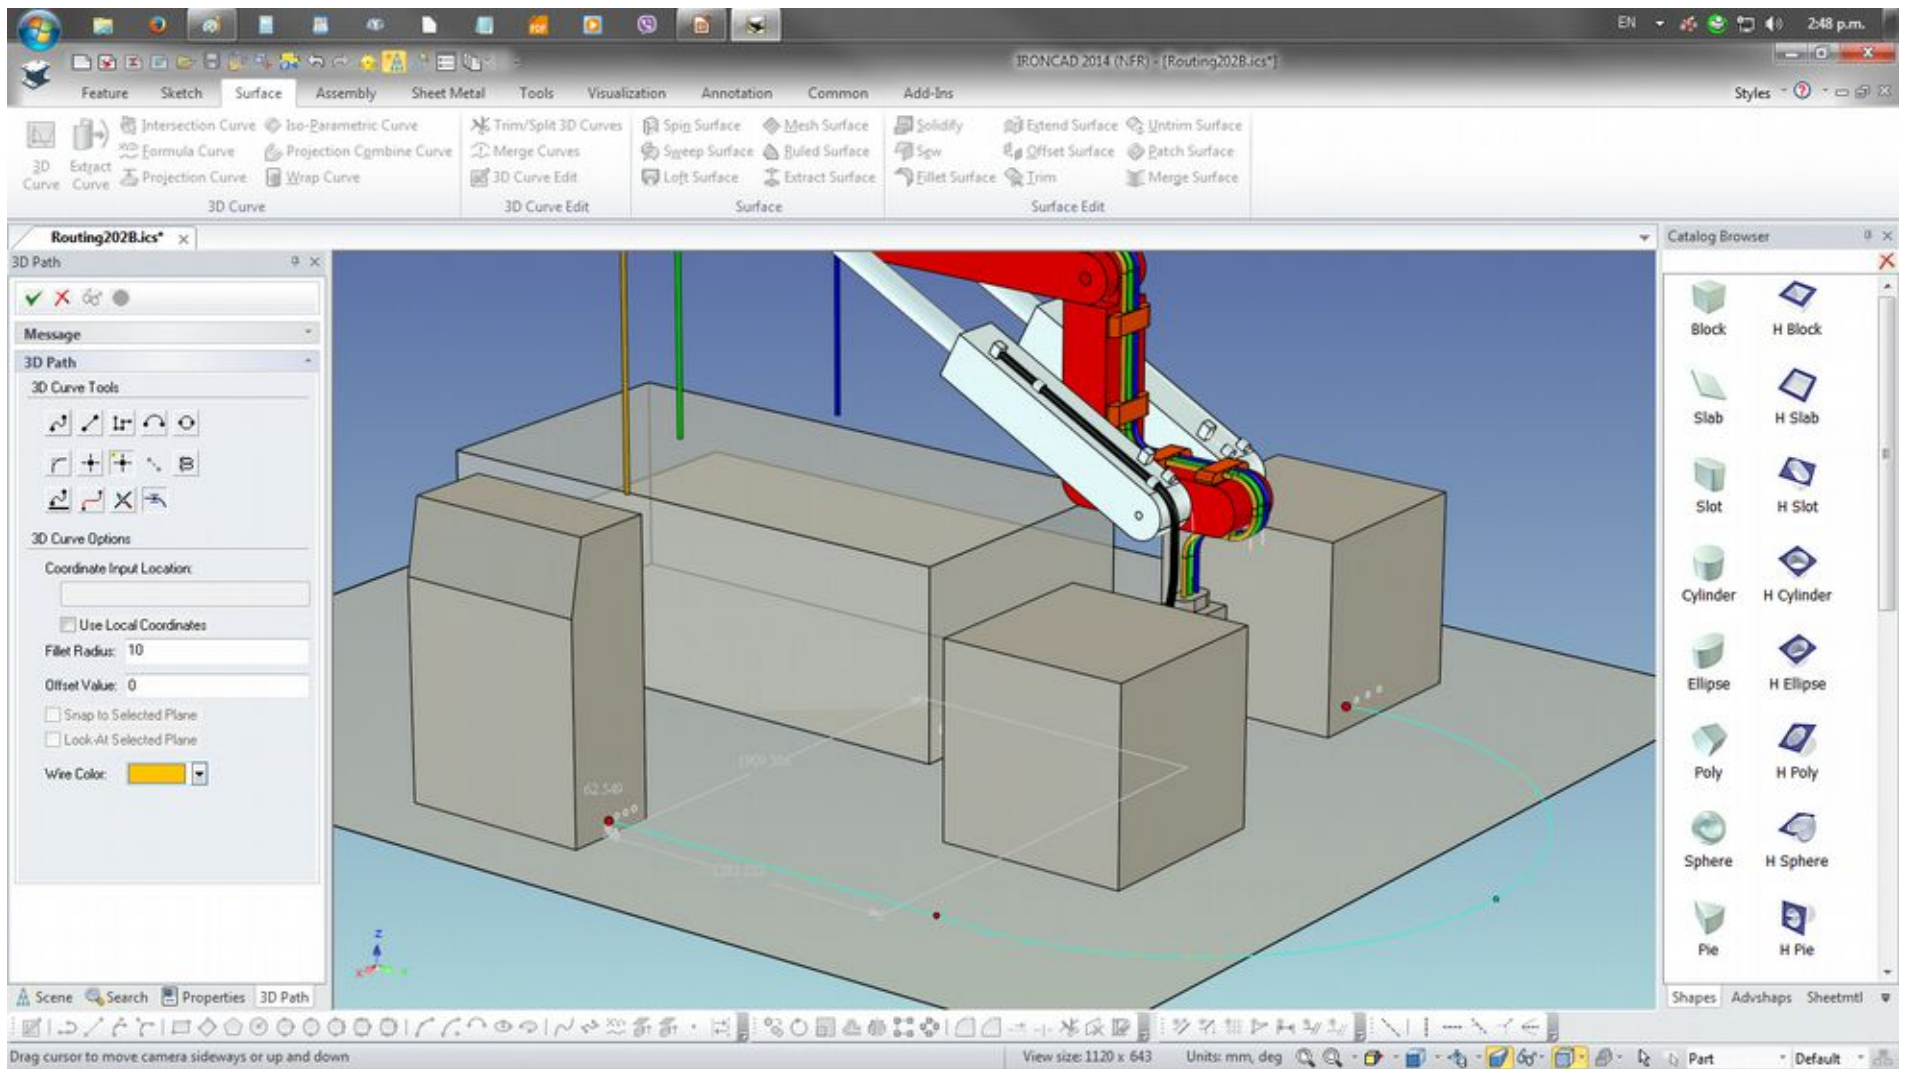 EN 2:48 p.m.
IRONCAD 2014 (NFR) - [Routing202B.ics*]
Feature Sketch Surface Assembly Sheet Metal Tools Visualization Annotation Common Add-Ins Styles
Intersection Curve Iso-Parametric Curve Trim/Split 3D Curves Spin Surface Mesh Surface Solidify Extend Surface Untrim Surface
Formula Curve Projection Combine Curve Merge Curves Sweep Surface Ruled Surface Sew Offset Surface Patch Surface
3D Curve Extract Curve Projection Curve Wrap Curve 3D Curve Edit Loft Surface Extract Surface Fillet Surface Trim Merge Surface
3D Curve 3D Curve Edit Surface Surface Edit
Routing202B.ics*
Catalog Browser
3D Path
Message
3D Path
3D Curve Tools
3D Curve Options
Coordinate Input Location:
Use Local Coordinates
Fillet Radius: 10
Offset Value: 0
Snap to Selected Plane
Look-At Selected Plane
Wire Color:
62.549
Z
X
Block H Block
Slab H Slab
Slot H Slot
Cylinder H Cylinder
Ellipse H Ellipse
Poly H Poly
Sphere H Sphere
Pie H Pie
Scene Search Properties 3D Path
Shapes Advshaps Sheetmtl
Drag cursor to move camera sideways or up and down
View size: 1120 x 643 Units: mm, deg Part Default